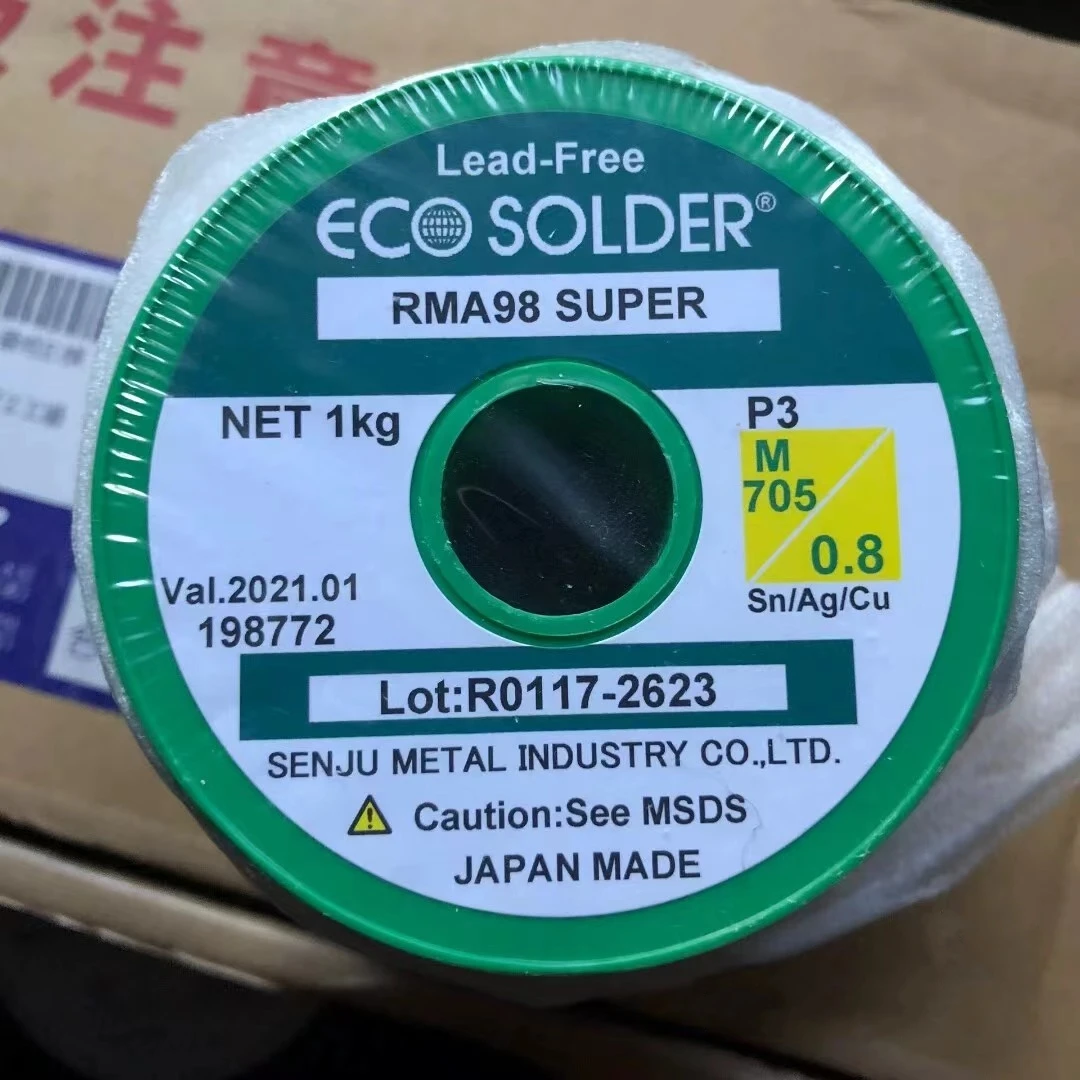 注意
Lead-Free
ECO SOLDER®
RMA98 SUPER
NET 1kg
P3
M
705
0.8
Sn/Ag/Cu
Val.2021.01
198772
Lot:R0117-2623
SENJU METAL INDUSTRY CO.,LTD.
Caution:See MSDS
JAPAN MADE